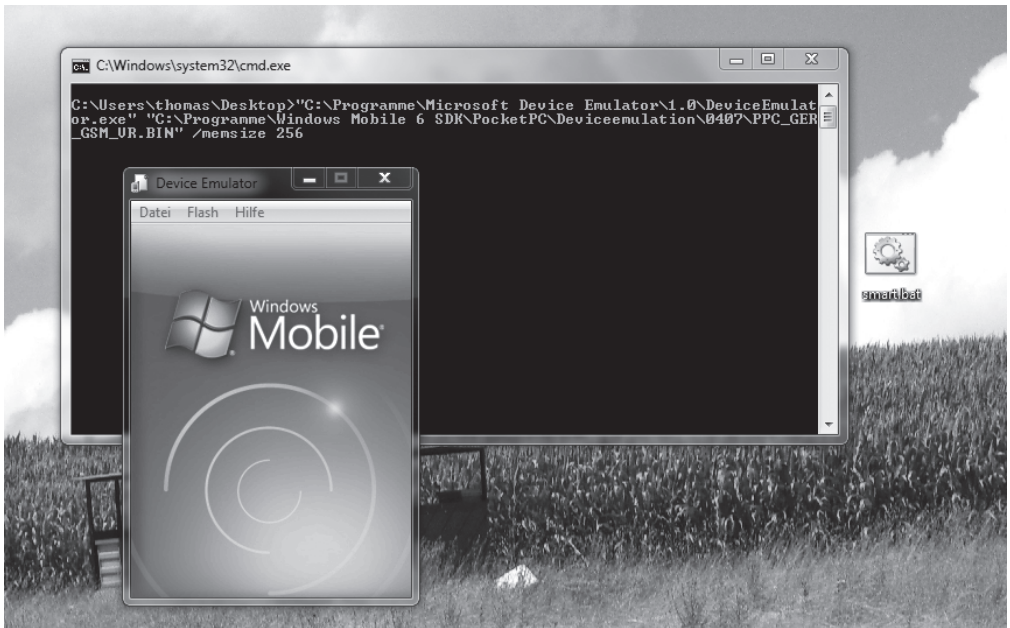 C:\Windows\system32\cmd.exe
C:\Users\thomas\Desktop>"C:\Programme\Microsoft Device Emulator\1.0\DeviceEmulat
or.exe" "C:\Programme\Windows Mobile 6 SDK\PocketPC\Deviceemulation\0407\PPC_GER
_GSM_VR.BIN" /memsize 256
Device Emulator
Datei Flash Hilfe
Windows
Mobile
smart.bat